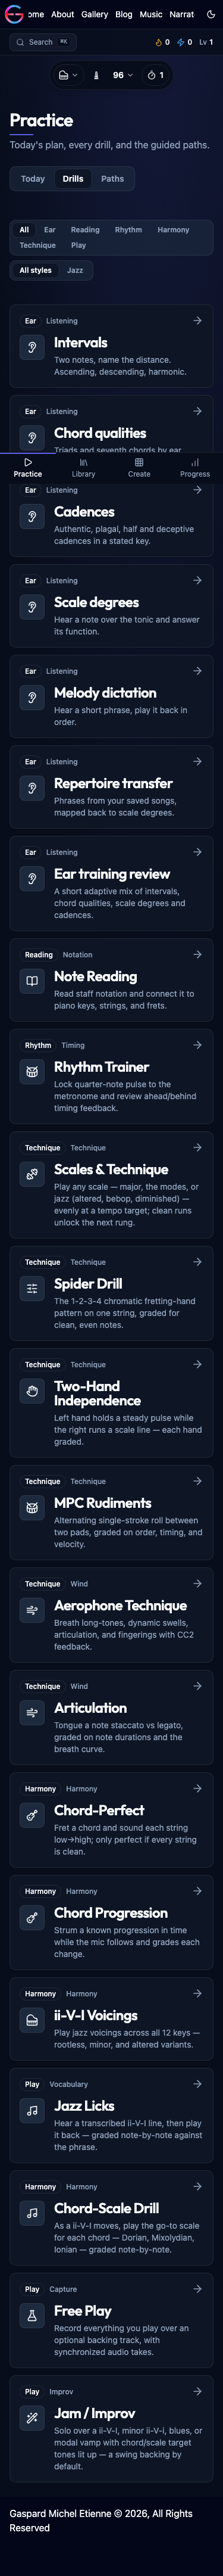 ome About Gallery Blog Music Narrat
Search ⌘K 0 0 Lv 1
96 1
Practice
Today's plan, every drill, and the guided paths.
Today Drills Paths
All Ear Reading Rhythm Harmony
Technique Play
All styles Jazz
Ear Listening
Intervals
Two notes, name the distance.
Ascending, descending, harmonic.
Ear Listening
Chord qualities
Triads and seventh chords by ear
Practice Library Create Progress
Ear Listening
Cadences
Authentic, plagal, half and deceptive
cadences in a stated key.
Ear Listening
Scale degrees
Hear a note over the tonic and answer
its function.
Ear Listening
Melody dictation
Hear a short phrase, play it back in
order.
Ear Listening
Repertoire transfer
Phrases from your saved songs,
mapped back to scale degrees.
Ear Listening
Ear training review
A short adaptive mix of intervals,
chord qualities, scale degrees and
cadences.
Reading Notation
Note Reading
Read staff notation and connect it to
piano keys, strings, and frets.
Rhythm Timing
Rhythm Trainer
Lock quarter-note pulse to the
metronome and review ahead/behind
timing feedback.
Technique Technique
Scales & Technique
Play any scale — major, the modes, or
jazz (altered, bebop, diminished) —
evenly at a tempo target; clean runs
unlock the next rung.
Technique Technique
Spider Drill
The 1-2-3-4 chromatic fretting-hand
pattern on one string, graded for
clean, even notes.
Technique Technique
Two-Hand
Independence
Left hand holds a steady pulse while
the right runs a scale line — each hand
graded.
Technique Technique
MPC Rudiments
Alternating single-stroke roll between
two pads, graded on order, timing, and
velocity.
Technique Wind
Aerophone Technique
Breath long-tones, dynamic swells,
articulation, and fingerings with CC2
feedback.
Technique Wind
Articulation
Tongue a note staccato vs legato,
graded on note durations and the
breath curve.
Harmony Harmony
Chord-Perfect
Fret a chord and sound each string
low→high; only perfect if every string
is clean.
Harmony Harmony
Chord Progression
Strum a known progression in time
while the mic follows and grades each
change.
Harmony Harmony
ii-V-I Voicings
Play jazz voicings across all 12 keys —
rootless, minor, and altered variants.
Play Vocabulary
Jazz Licks
Hear a transcribed ii-V-I line, then play
it back — graded note-by-note against
the phrase.
Harmony Harmony
Chord-Scale Drill
As a ii-V-I moves, play the go-to scale
for each chord — Dorian, Mixolydian,
Ionian — graded note-by-note.
Play Capture
Free Play
Record everything you play over an
optional backing track, with
synchronized audio takes.
Play Improv
Jam / Improv
Solo over a ii-V-I, minor ii-V-i, blues, or
modal vamp with chord/scale target
tones lit up — a swing backing by
default.
Gaspard Michel Etienne © 2026, All Rights
Reserved